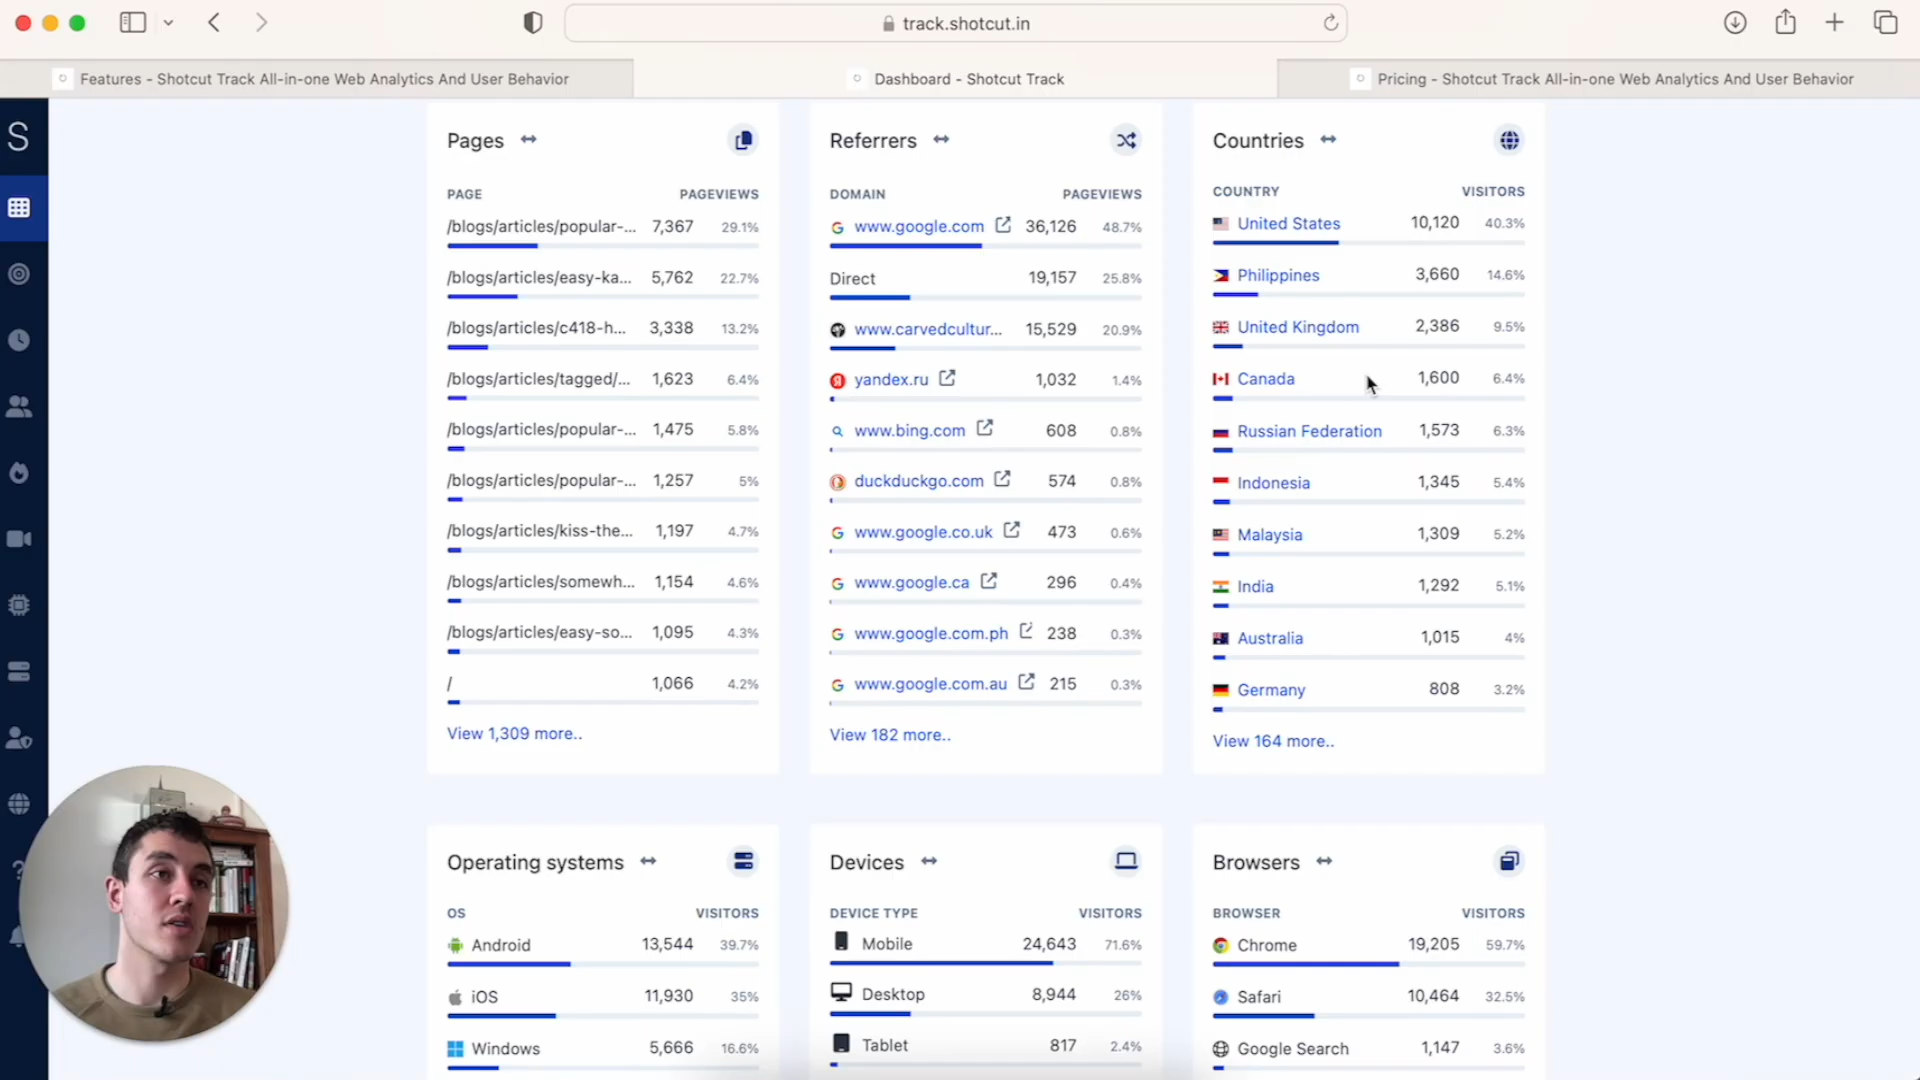 track.shotcut.in
Features - Shotcut Track All-in-one Web Analytics And User Behavior
Dashboard - Shotcut Track
Pricing - Shotcut Track All-in-one Web Analytics And User Behavior
S
Pages
PAGE PAGEVIEWS
/blogs/articles/popular-... 7,367 29.1%
/blogs/articles/easy-ka... 5,762 22.7%
/blogs/articles/c418-h... 3,338 13.2%
/blogs/articles/tagged/... 1,623 6.4%
/blogs/articles/popular-... 1,475 5.8%
/blogs/articles/popular-... 1,257 5%
/blogs/articles/kiss-the... 1,197 4.7%
/blogs/articles/somewh... 1,154 4.6%
/blogs/articles/easy-so... 1,095 4.3%
/ 1,066 4.2%
View 1,309 more..
Referrers
DOMAIN PAGEVIEWS
www.google.com 36,126 48.7%
Direct 19,157 25.8%
www.carvedcultur... 15,529 20.9%
yandex.ru 1,032 1.4%
www.bing.com 608 0.8%
duckduckgo.com 574 0.8%
www.google.co.uk 473 0.6%
www.google.ca 296 0.4%
www.google.com.ph 238 0.3%
www.google.com.au 215 0.3%
View 182 more..
Countries
COUNTRY VISITORS
United States 10,120 40.3%
Philippines 3,660 14.6%
United Kingdom 2,386 9.5%
Canada 1,600 6.4%
Russian Federation 1,573 6.3%
Indonesia 1,345 5.4%
Malaysia 1,309 5.2%
India 1,292 5.1%
Australia 1,015 4%
Germany 808 3.2%
View 164 more..
Operating systems
OS VISITORS
Android 13,544 39.7%
iOS 11,930 35%
Windows 5,666 16.6%
Devices
DEVICE TYPE VISITORS
Mobile 24,643 71.6%
Desktop 8,944 26%
Tablet 817 2.4%
Browsers
BROWSER VISITORS
Chrome 19,205 59.7%
Safari 10,464 32.5%
Google Search 1,147 3.6%